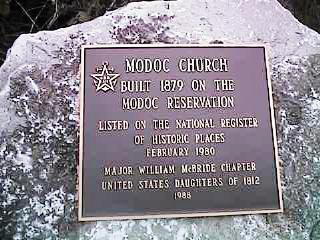 MODOC CHURCH
BUILT 1879 ON THE
MODOC RESERVATION
LISTED ON THE NATIONAL REGISTER
OF HISTORIC PLACES
FEBRUARY 1980
MAJOR WILLIAM McBRIDE CHAPTER
UNITED STATES DAUGHTERS OF 1812
1988